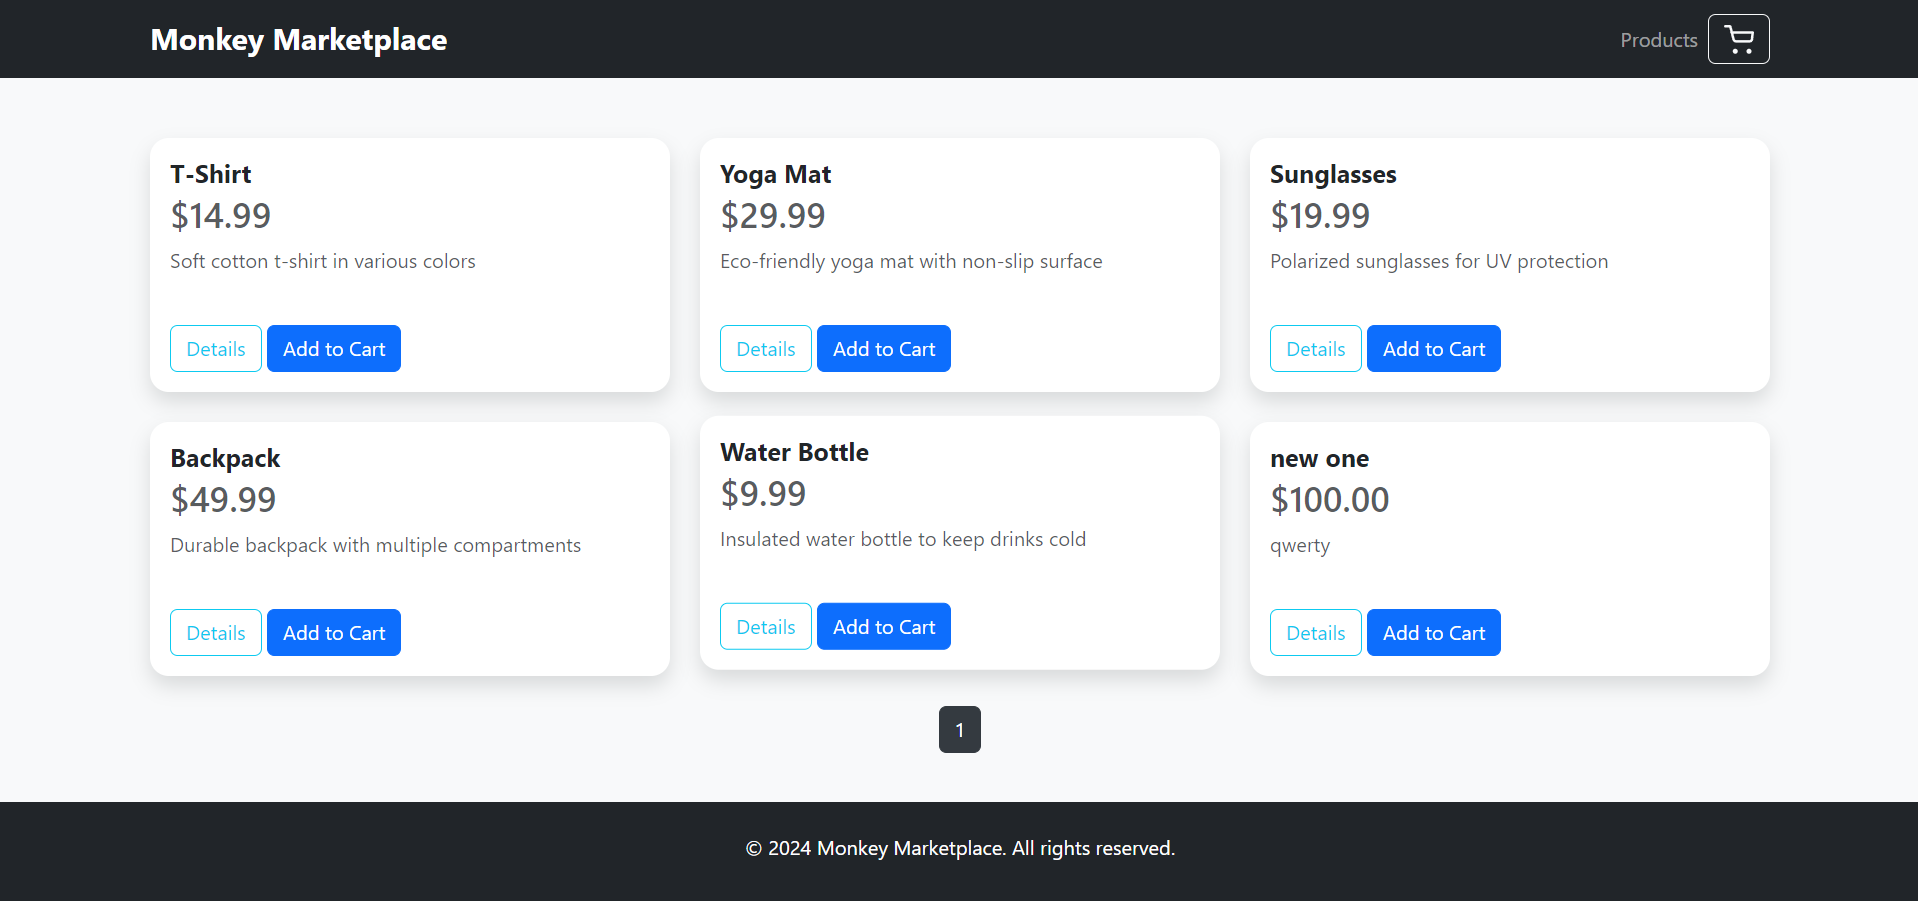 Monkey Marketplace
Products
T-Shirt
$14.99
Soft cotton t-shirt in various colors
Details
Add to Cart
Yoga Mat
$29.99
Eco-friendly yoga mat with non-slip surface
Details
Add to Cart
Sunglasses
$19.99
Polarized sunglasses for UV protection
Details
Add to Cart
Backpack
$49.99
Durable backpack with multiple compartments
Details
Add to Cart
Water Bottle
$9.99
Insulated water bottle to keep drinks cold
Details
Add to Cart
new one
$100.00
qwerty
Details
Add to Cart
1
© 2024 Monkey Marketplace. All rights reserved.